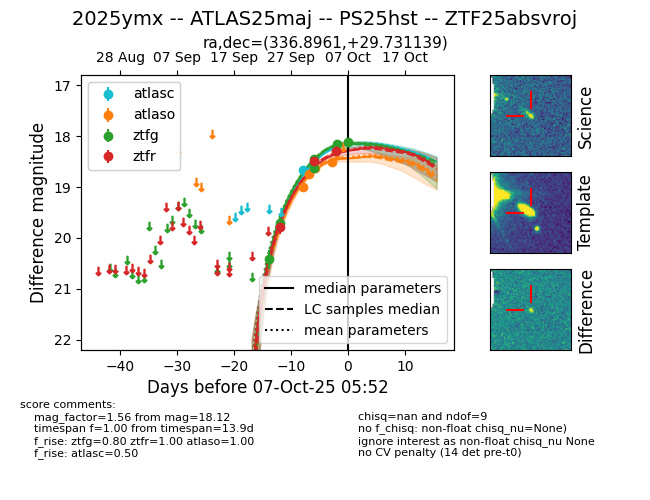 2025ymx -- ATLAS25maj -- PS25hst -- ZTF25absvroj
ra,dec=(336.8961,+29.731139)
28 Aug 07 Sep 17 Sep 27 Sep 07 Oct 17 Oct
17
18
19
20
21
22
Difference magnitude
atlasc
atlaso
ztfg
ztfr
median parameters
LC samples median
mean parameters
−40 −30 −20 −10 0 10
Days before 07-Oct-25 05:52
Science
Template
Difference
score comments:
mag_factor=1.56 from mag=18.12
timespan f=1.00 from timespan=13.9d
f_rise: ztfg=0.80 ztfr=1.00 atlaso=1.00
f_rise: atlasc=0.50
chisq=nan and ndof=9
no f_chisq: non-float chisq_nu=None)
ignore interest as non-float chisq_nu None
no CV penalty (14 det pre-t0)